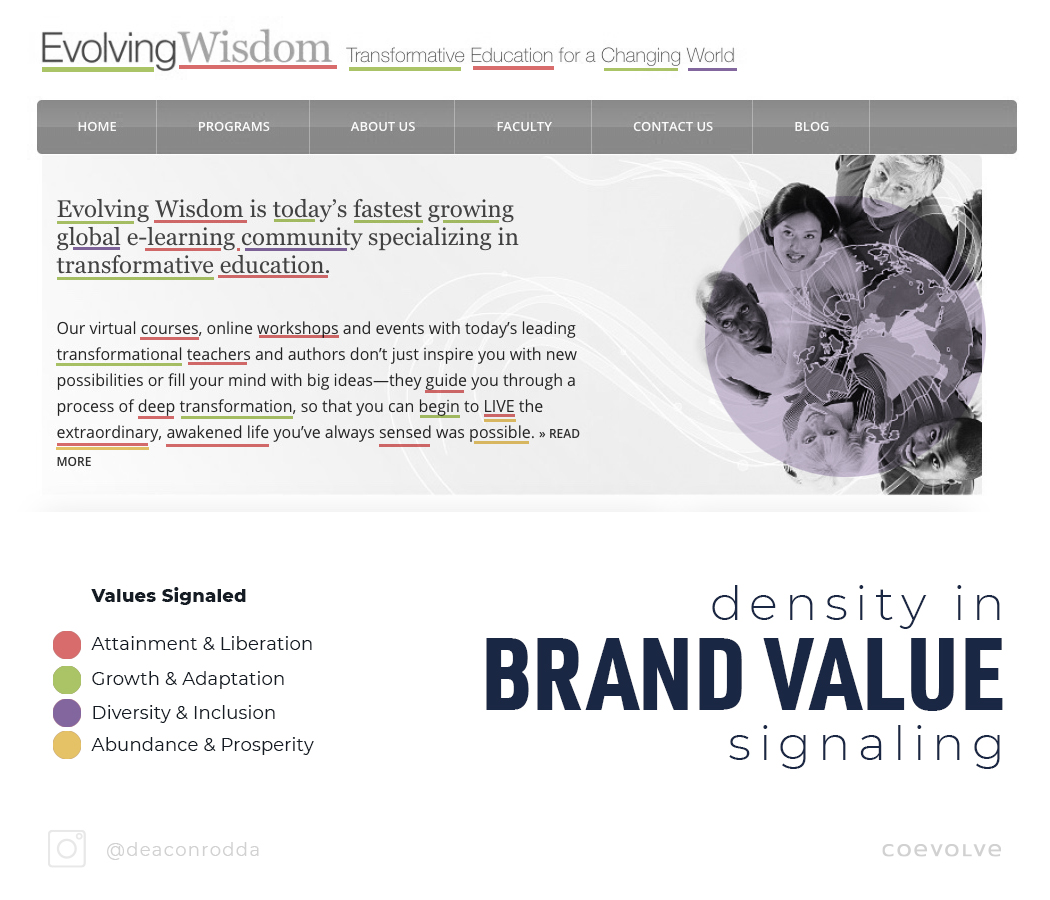 EvolvingWisdom Transformative Education for a Changing World
HOME PROGRAMS ABOUT US FACULTY CONTACT US BLOG
Evolving Wisdom is today's fastest growing
global e-learning community specializing in
transformative education.
Our virtual courses, online workshops and events with today's leading
transformational teachers and authors don't just inspire you with new
possibilities or fill your mind with big ideas—they guide you through a
process of deep transformation, so that you can begin to LIVE the
extraordinary, awakened life you've always sensed was possible. » READ
MORE
Values Signaled
Attainment & Liberation
Growth & Adaptation
Diversity & Inclusion
Abundance & Prosperity
density in
BRAND VALUE
signaling
@deaconrodda
COEVOLVE